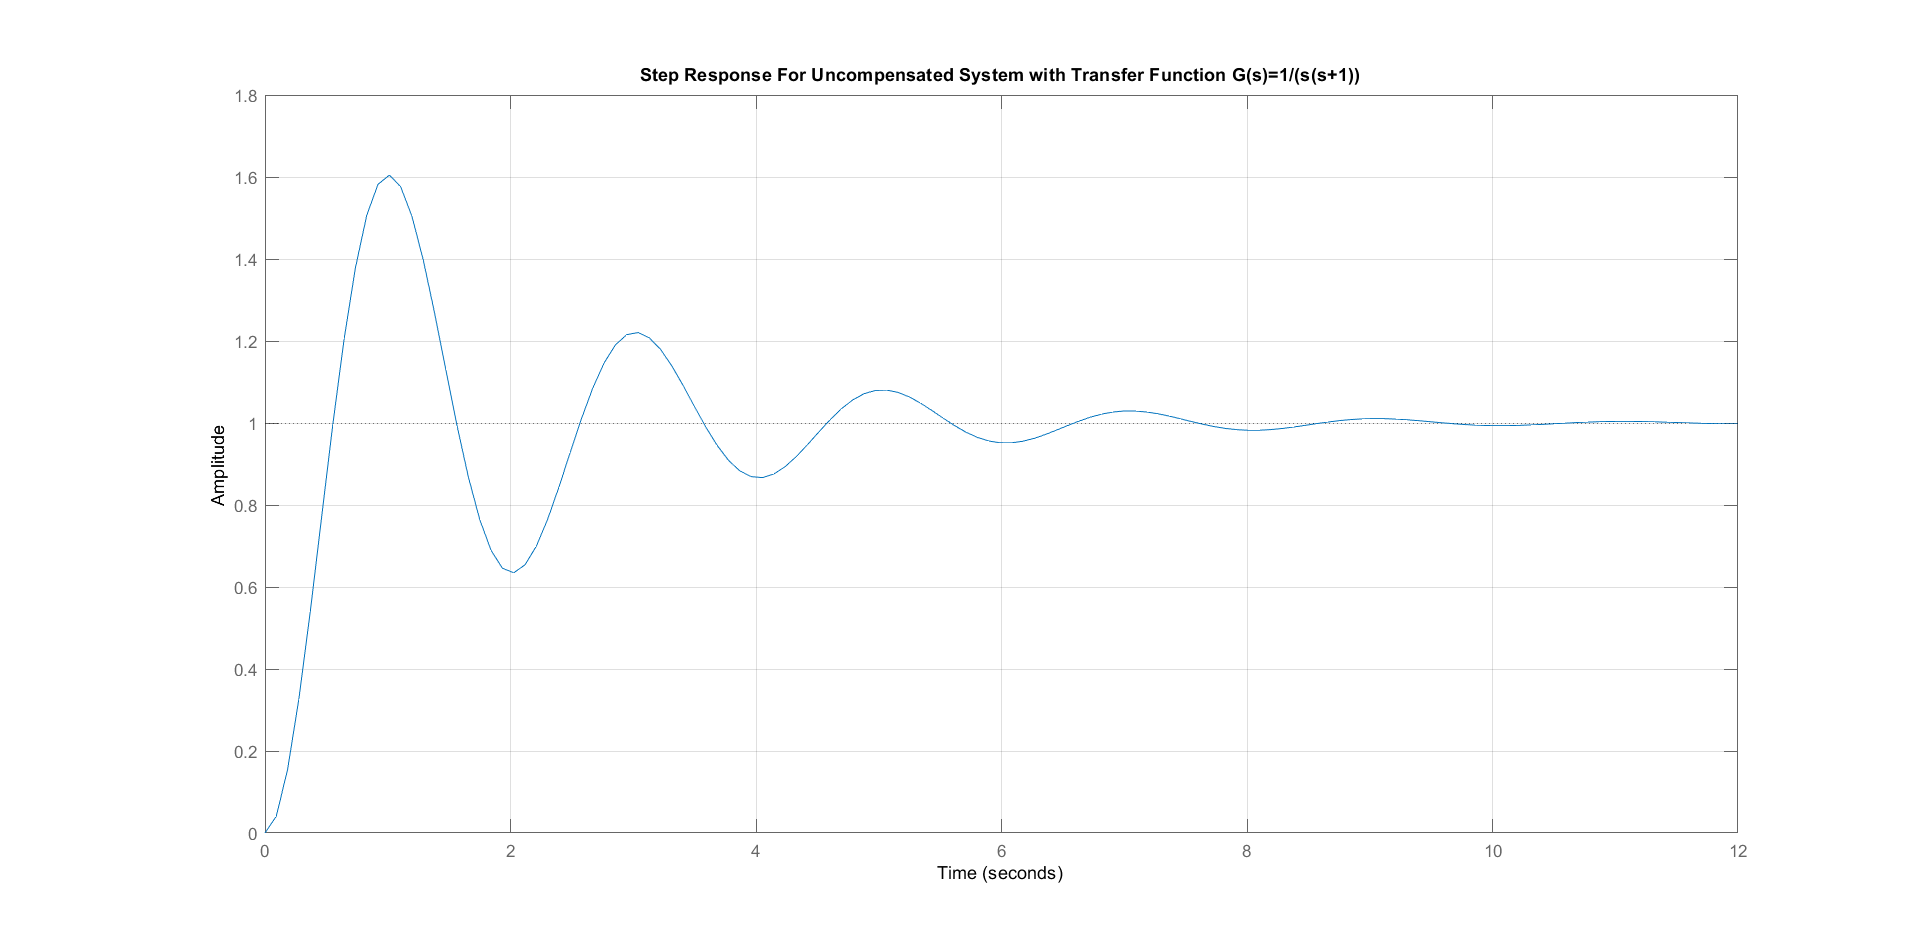 Step Response For Uncompensated System with Transfer Function G(s)=1/(s(s+1))
1.8
1.6
1.4
1.2
1
0.8
0.6
0.4
0.2
0
Amplitude
0 2 4 6 8 10 12
Time (seconds)